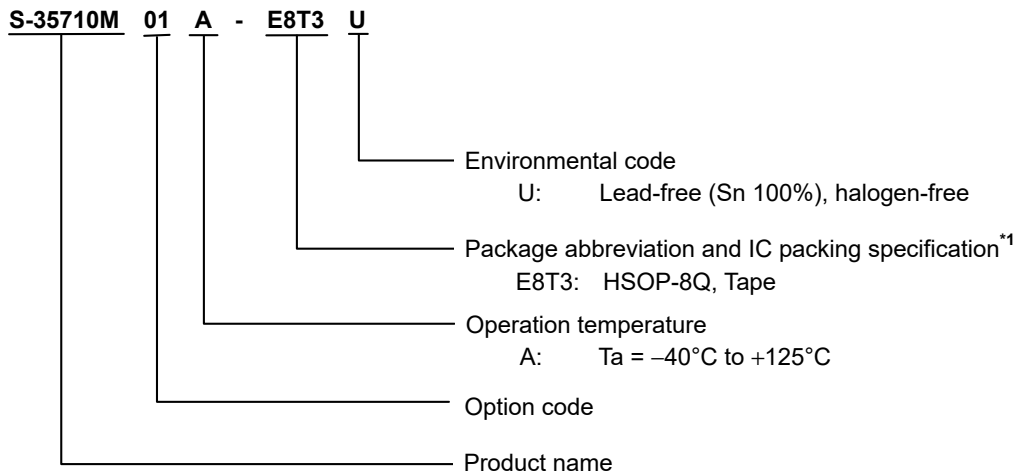 S-35710M 01 A - E8T3 U
Environmental code
U: Lead-free (Sn 100%), halogen-free
Package abbreviation and IC packing specification*1
E8T3: HSOP-8Q, Tape
Operation temperature
A: Ta = −40°C to +125°C
Option code
Product name